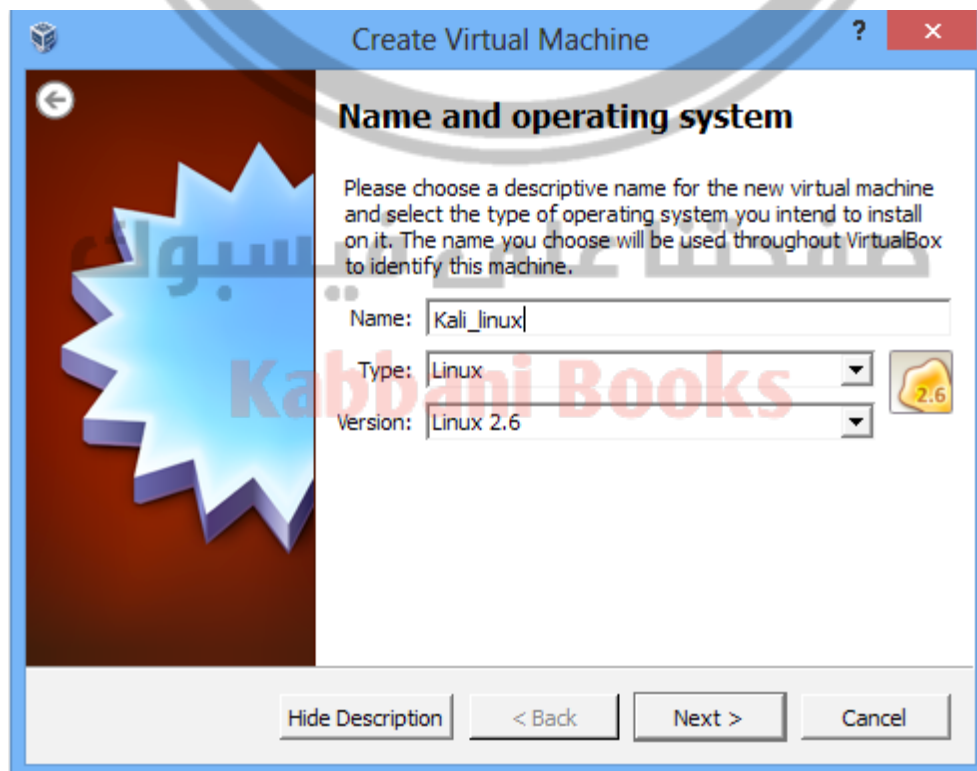 Create Virtual Machine
?
×
Name and operating system
Please choose a descriptive name for the new virtual machine
and select the type of operating system you intend to install
on it. The name you choose will be used throughout VirtualBox
to identify this machine.
صفحتنا على فيسبوك
Name: Kali_linux
Type: Linux
2.6
Kabbani Books
Version: Linux 2.6
Hide Description
< Back
Next >
Cancel